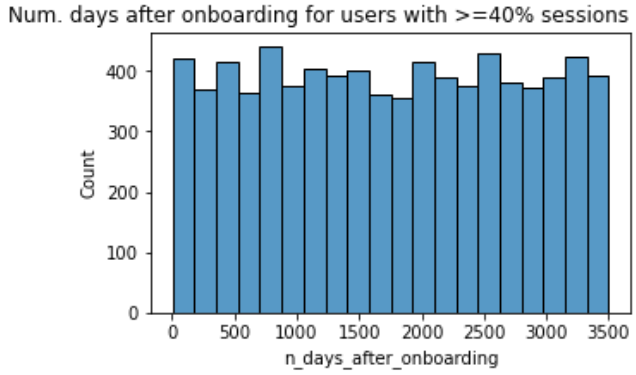 Num. days after onboarding for users with >=40% sessions
400
300
200
100
0
Count
0 500 1000 1500 2000 2500 3000 3500
n_days_after_onboarding